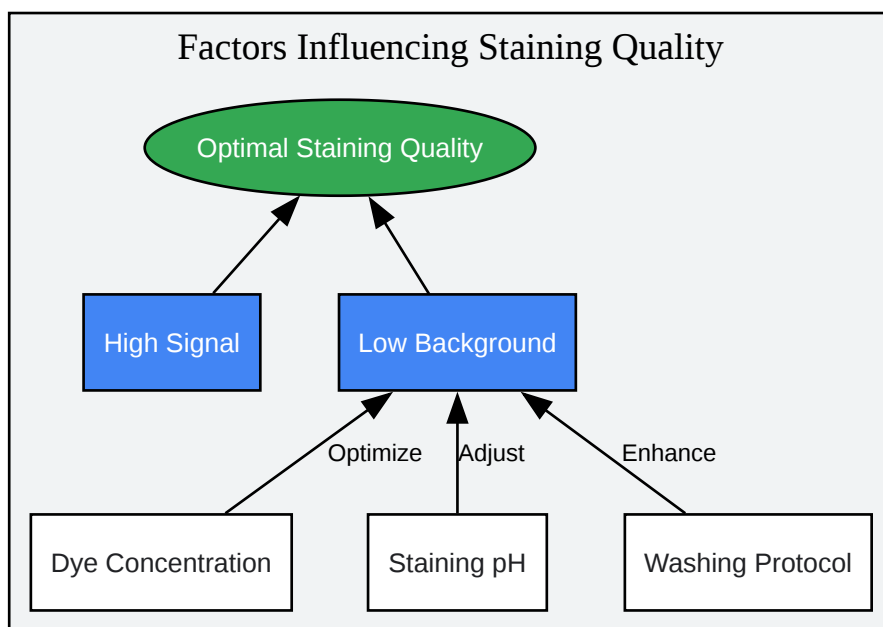 Factors Influencing Staining Quality
Optimal Staining Quality
High Signal
Low Background
Optimize
Adjust
Enhance
Dye Concentration
Staining pH
Washing Protocol